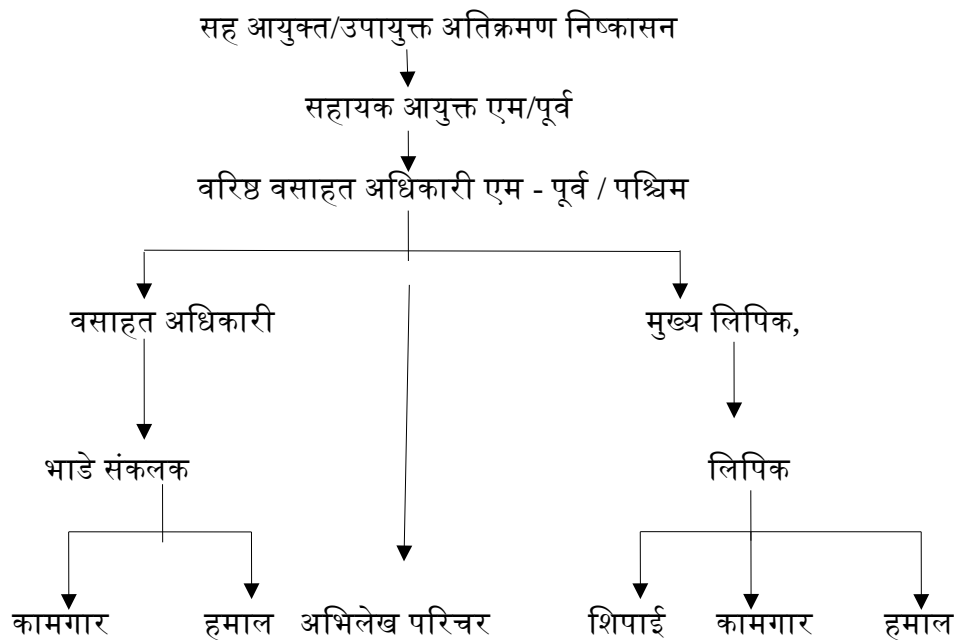 सह आयुक्त/उपायुक्त अतिक्रमण निष्कासन
सहायक आयुक्त एम/पूर्व
वरिष्ठ वसाहत अधिकारी एम - पूर्व / पश्चिम
वसाहत अधिकारी मुख्य लिपिक,
भाडे संकलक लिपिक
कामगार हमाल अभिलेख परिचर शिपाई कामगार हमाल